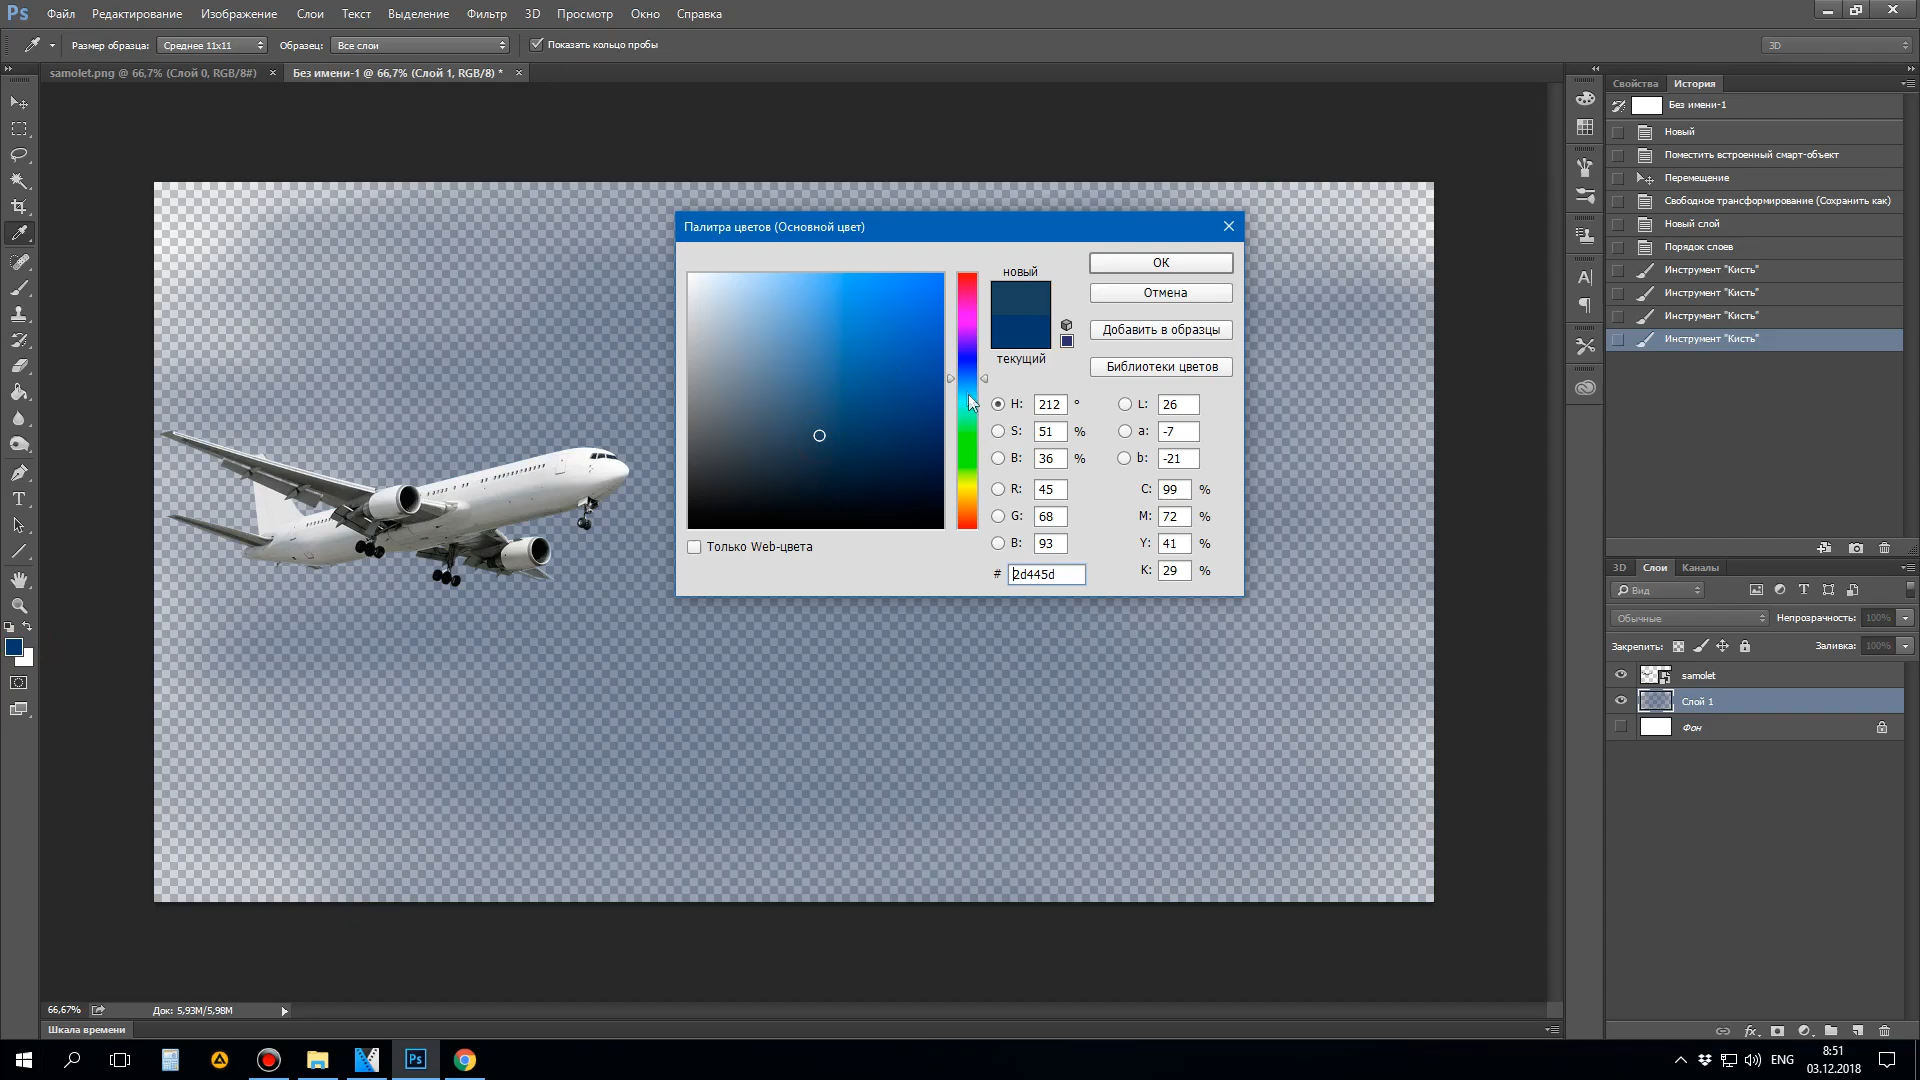 Ps Файл Редактирование Изображение Слои Текст Выделение Фильтр 3D Просмотр Окно Справка
Размер образца: Среднее 11x11 Образец: Все слои Показать кольцо пробы 3D
samolet.png @ 66,7% (Слой 0, RGB/8#) × Без имени-1 @ 66,7% (Слой 1, RGB/8) * ×
Свойства История
Без имени-1
Новый
Поместить встроенный смарт-объект
Перемещение
Свободное трансформирование (Сохранить как)
Новый слой
Порядок слоев
Инструмент "Кисть"
Инструмент "Кисть"
Инструмент "Кисть"
Инструмент "Кисть"
Палитра цветов (Основной цвет)
новый
текущий
ОК
Отмена
Добавить в образцы
Библиотеки цветов
H: 212 ° L: 26
S: 51 % a: -7
B: 36 % b: -21
R: 45 C: 99 %
G: 68 M: 72 %
B: 93 Y: 41 %
# 2d445d K: 29 %
Только Web-цвета
3D Слои Каналы
Вид
Обычные Непрозрачность: 100%
Закрепить: Заливка: 100%
samolet
Слой 1
Фон
66,67% Док: 5,93M/5,98M
Шкала времени
Ps ENG 8:51
03.12.2018